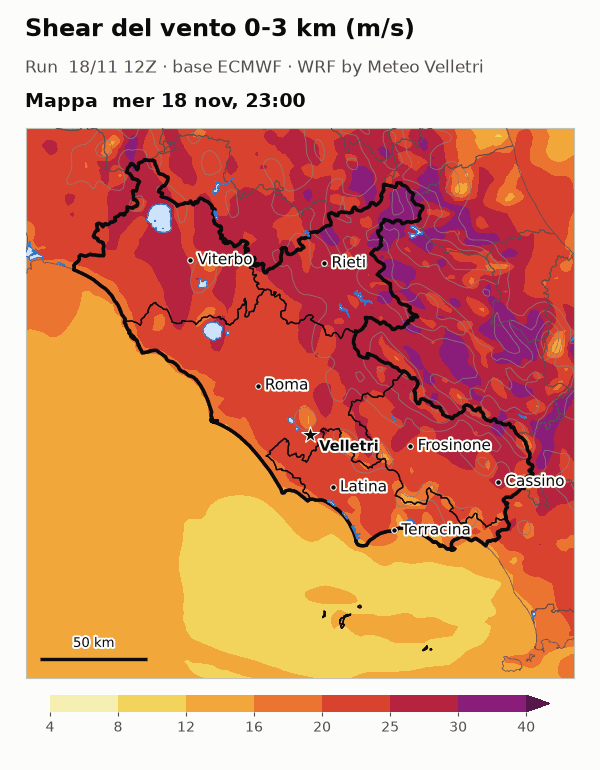 Shear del vento 0-3 km (m/s)
Run 18/11 12Z · base ECMWF · WRF by Meteo Velletri
Mappa mer 18 nov, 23:00
Viterbo
Rieti
Roma
Velletri
Frosinone
Latina
Cassino
Terracina
50 km
4 8 12 16 20 25 30 40